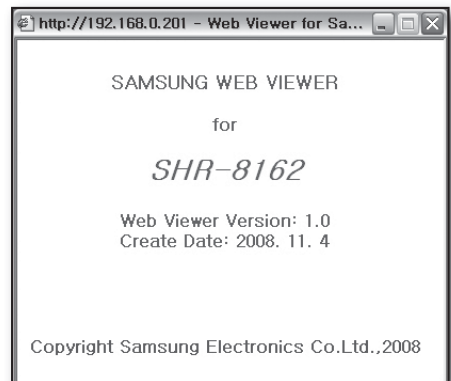 http://192.168.0.201 - Web Viewer for Sa...
SAMSUNG WEB VIEWER
for
SHR-8162
Web Viewer Version: 1.0
Create Date: 2008. 11. 4
Copyright Samsung Electronics Co.Ltd.,2008